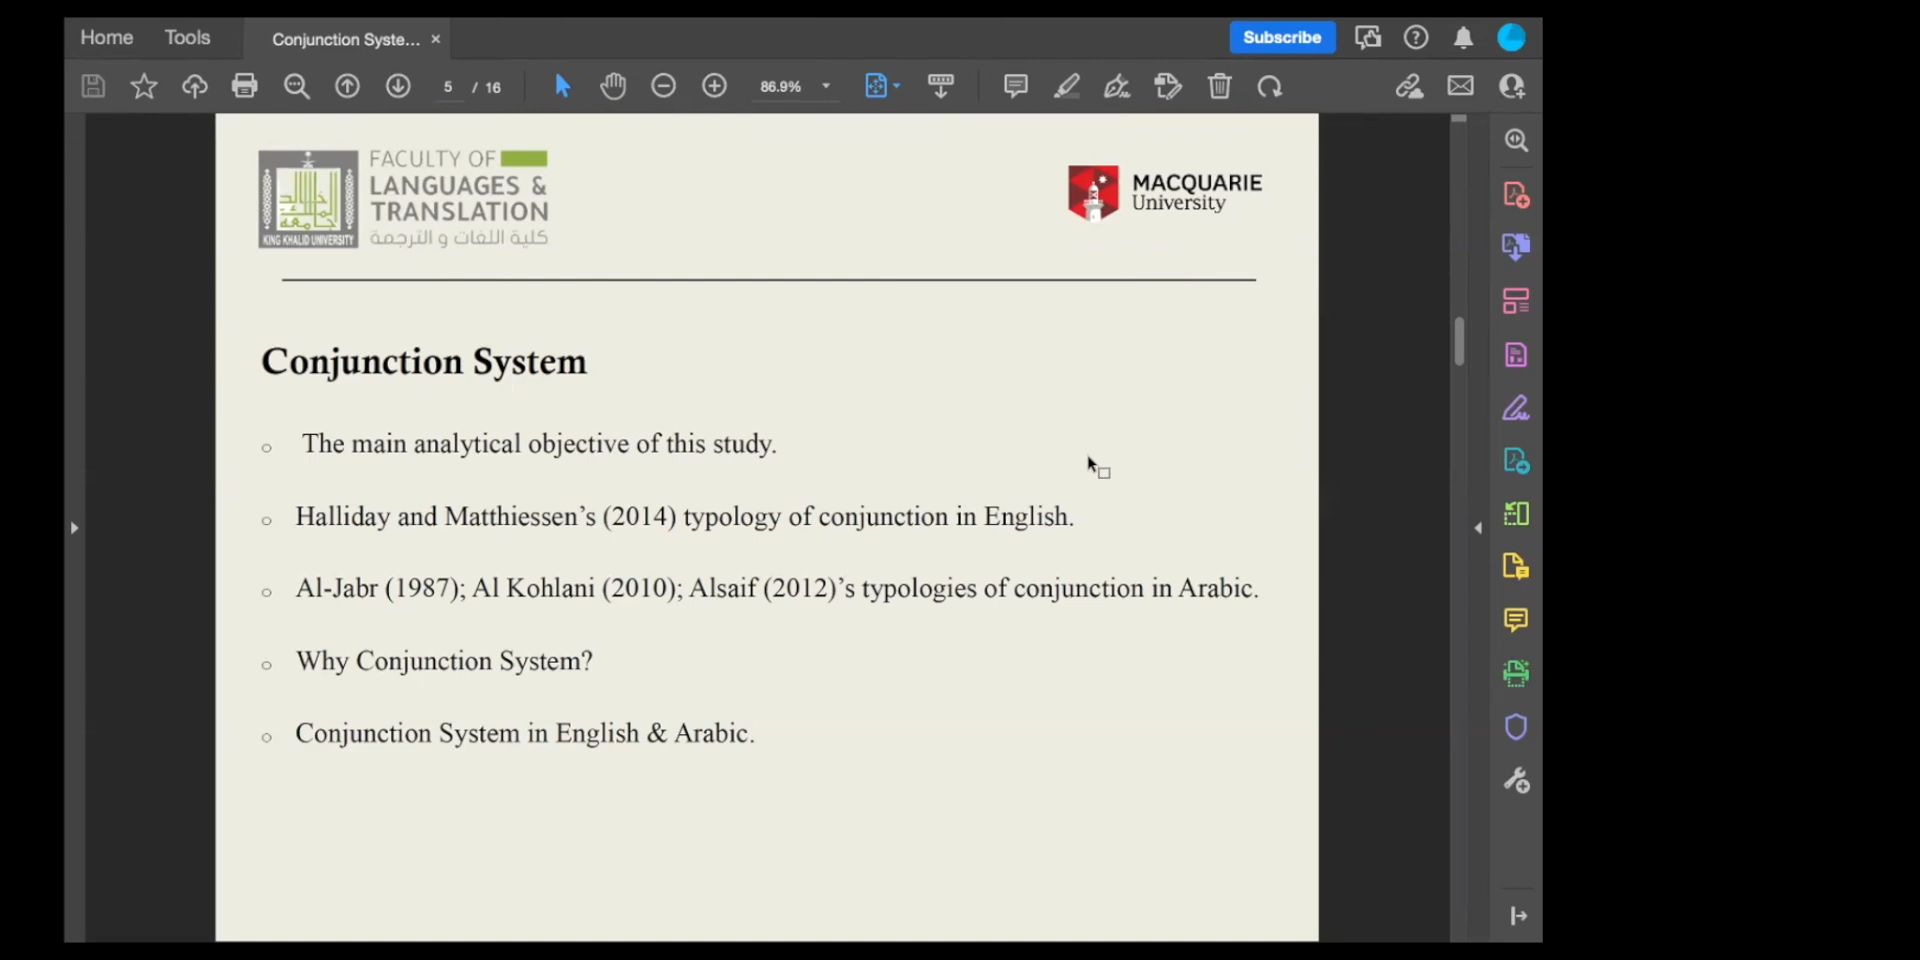 Home
Tools
Conjunction Syste...
Subscribe
5 / 16
86.9%
FACULTY OF
LANGUAGES &
TRANSLATION
كلية اللغات و الترجمة
جامعة الملك خالد
KING KHALID UNIVERSITY
MACQUARIE
University
Conjunction System
The main analytical objective of this study.
Halliday and Matthiessen’s (2014) typology of conjunction in English.
Al-Jabr (1987); Al Kohlani (2010); Alsaif (2012)’s typologies of conjunction in Arabic.
Why Conjunction System?
Conjunction System in English & Arabic.